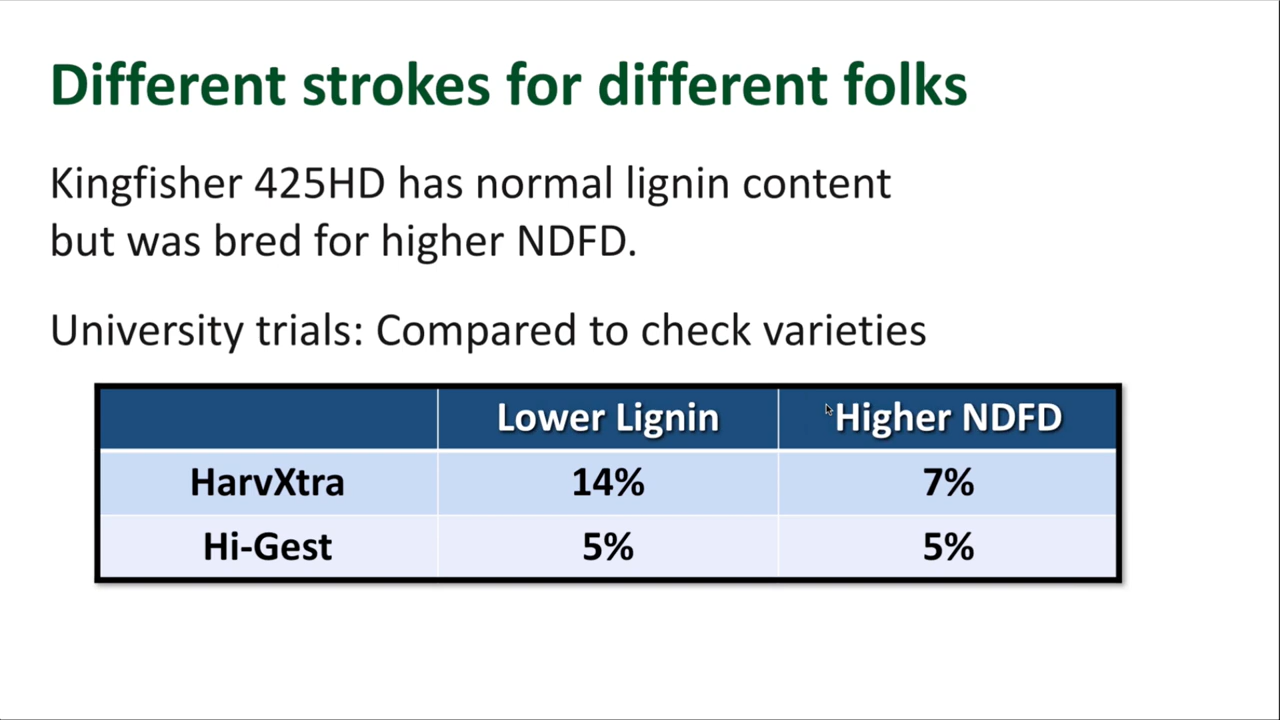 Different strokes for different folks
Kingfisher 425HD has normal lignin content
but was bred for higher NDFD.
University trials: Compared to check varieties
Lower Lignin Higher NDFD
HarvXtra 14% 7%
Hi-Gest 5% 5%